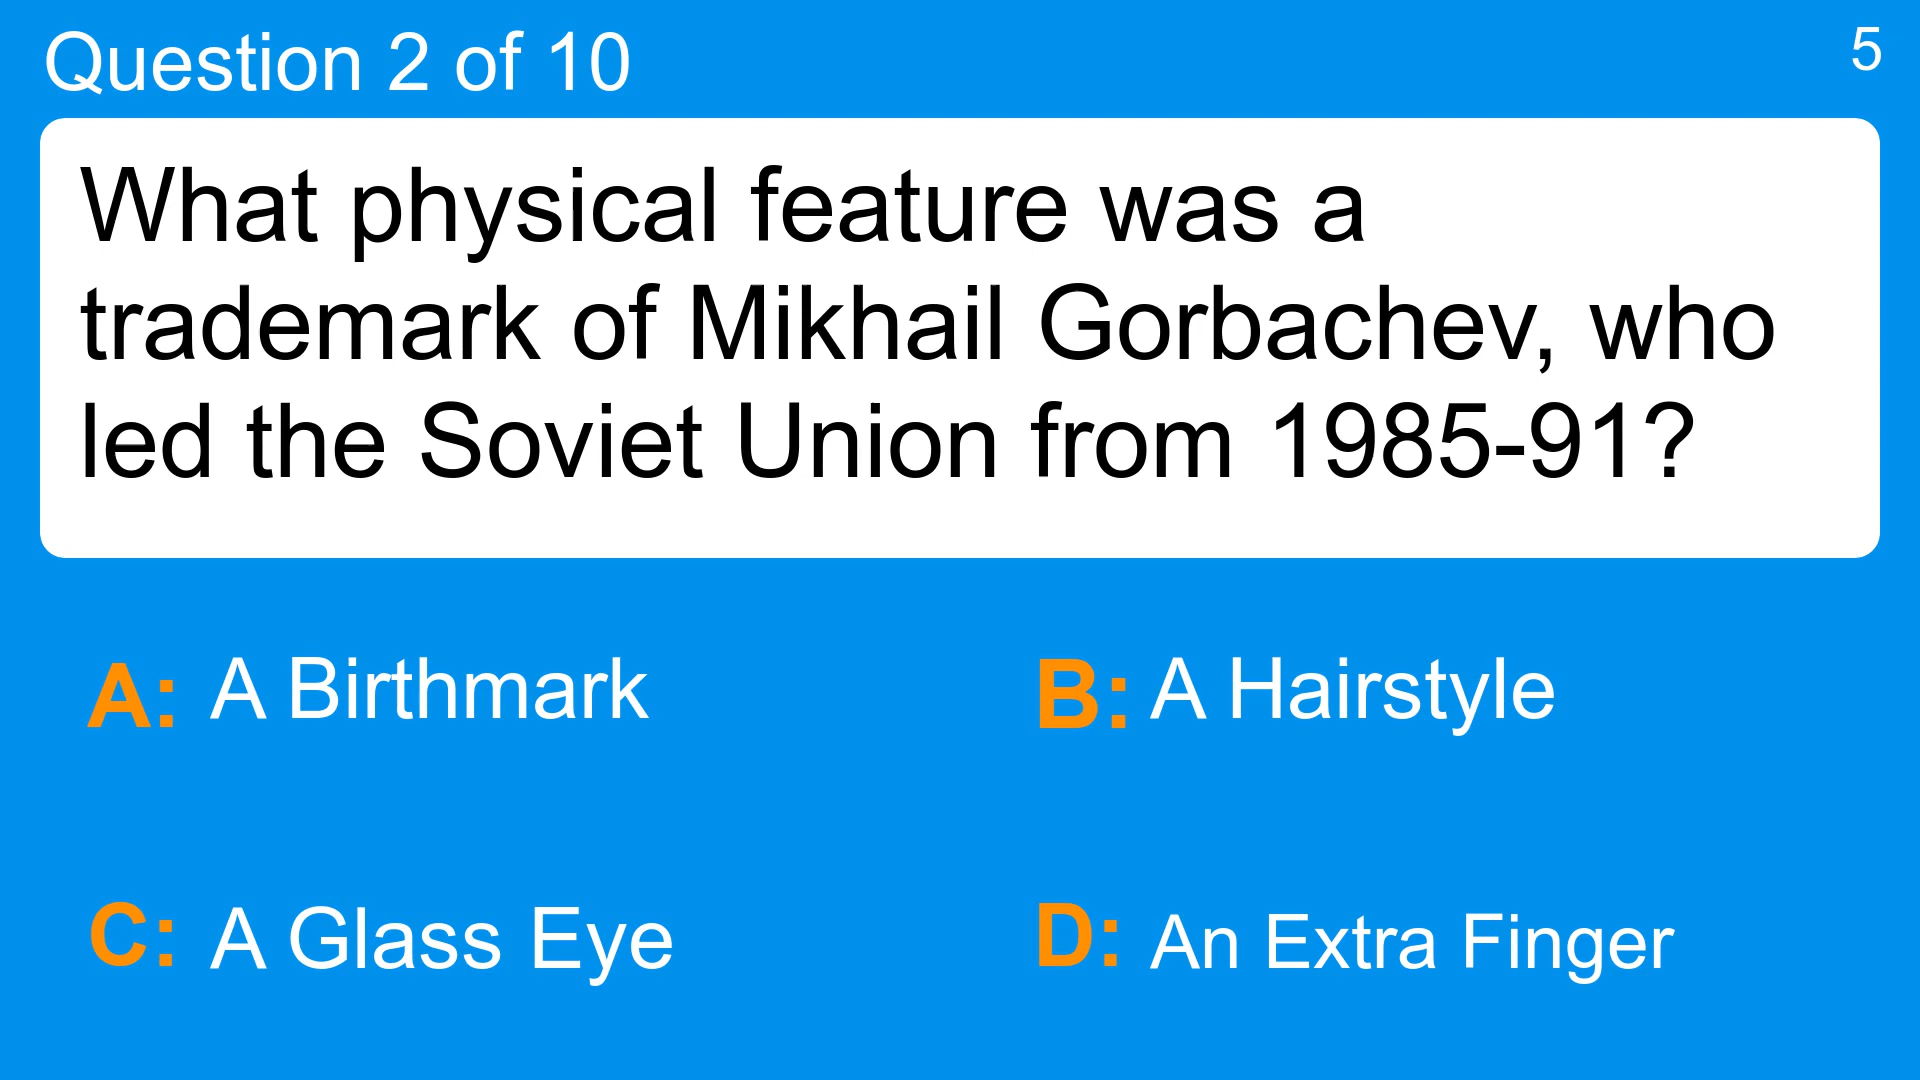 Question 2 of 10
5
What physical feature was a
trademark of Mikhail Gorbachev, who
led the Soviet Union from 1985-91?
A: A Birthmark
B: A Hairstyle
C: A Glass Eye
D: An Extra Finger